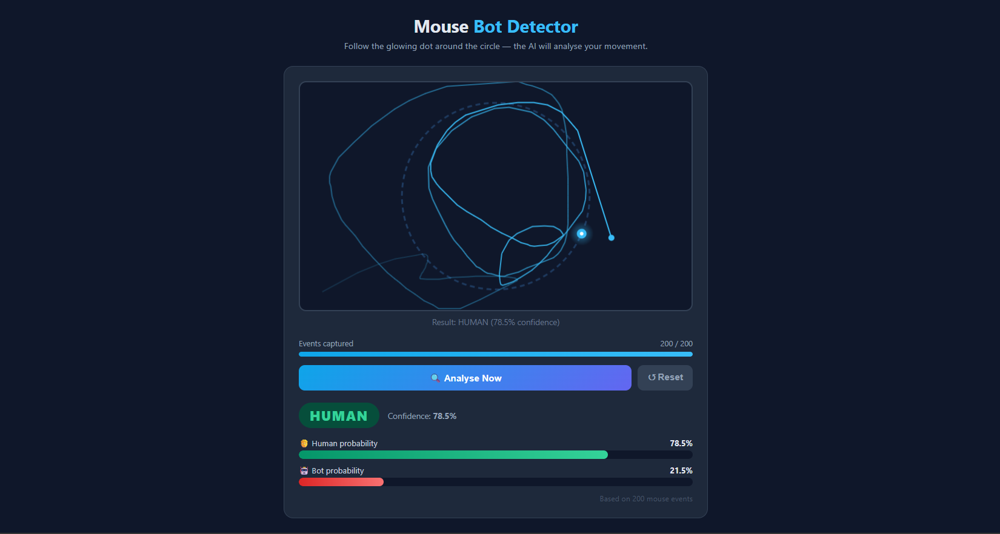 Mouse Bot Detector
Follow the glowing dot around the circle — the AI will analyse your movement.
Result: HUMAN (78.5% confidence)
Events captured 200 / 200
Analyse Now
↺ Reset
HUMAN Confidence: 78.5%
Human probability 78.5%
Bot probability 21.5%
Based on 200 mouse events